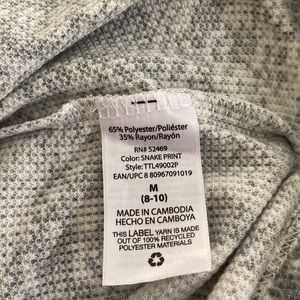 65% Polyester/Poliéster
35% Rayon/Rayón
RN# 52469
Color: SNAKE PRINT
Style: TTL49002P
EAN/UPC 8 80967091019
M
(8-10)
MADE IN CAMBODIA
HECHO EN CAMBOYA
THIS LABEL YARN IS MADE
OUT OF 100% RECYCLED
POLYESTER MATERIALS